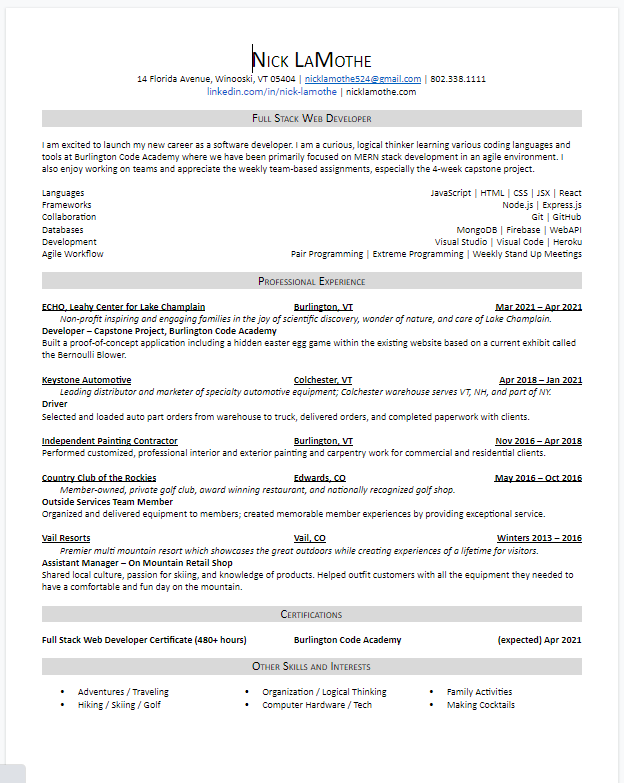 Nick LaMothe
14 Florida Avenue, Winooski, VT 05404 | nicklamothe524@gmail.com | 802.338.1111
linkedin.com/in/nick-lamothe | nicklamothe.com
Full Stack Web Developer
I am excited to launch my new career as a software developer. I am a curious, logical thinker learning various coding languages and
tools at Burlington Code Academy where we have been primarily focused on MERN stack development in an agile environment. I
also enjoy working on teams and appreciate the weekly team-based assignments, especially the 4-week capstone project.
Languages JavaScript | HTML | CSS | JSX | React
Frameworks Node.js | Express.js
Collaboration Git | GitHub
Databases MongoDB | Firebase | WebAPI
Development Visual Studio | Visual Code | Heroku
Agile Workflow Pair Programming | Extreme Programming | Weekly Stand Up Meetings
Professional Experience
ECHO, Leahy Center for Lake Champlain Burlington, VT Mar 2021 – Apr 2021
Non-profit inspiring and engaging families in the joy of scientific discovery, wonder of nature, and care of Lake Champlain.
Developer – Capstone Project, Burlington Code Academy
Built a proof-of-concept application including a hidden easter egg game within the existing website based on a current exhibit called
the Bernoulli Blower.
Keystone Automotive Colchester, VT Apr 2018 – Jan 2021
Leading distributor and marketer of specialty automotive equipment; Colchester warehouse serves VT, NH, and part of NY.
Driver
Selected and loaded auto part orders from warehouse to truck, delivered orders, and completed paperwork with clients.
Independent Painting Contractor Burlington, VT Nov 2016 – Apr 2018
Performed customized, professional interior and exterior painting and carpentry work for commercial and residential clients.
Country Club of the Rockies Edwards, CO May 2016 – Oct 2016
Member-owned, private golf club, award winning restaurant, and nationally recognized golf shop.
Outside Services Team Member
Organized and delivered equipment to members; created memorable member experiences by providing exceptional service.
Vail Resorts Vail, CO Winters 2013 – 2016
Premier multi mountain resort which showcases the great outdoors while creating experiences of a lifetime for visitors.
Assistant Manager – On Mountain Retail Shop
Shared local culture, passion for skiing, and knowledge of products. Helped outfit customers with all the equipment they needed to
have a comfortable and fun day on the mountain.
Certifications
Full Stack Web Developer Certificate (480+ hours) Burlington Code Academy (expected) Apr 2021
Other Skills and Interests
• Adventures / Traveling • Organization / Logical Thinking • Family Activities
• Hiking / Skiing / Golf • Computer Hardware / Tech • Making Cocktails